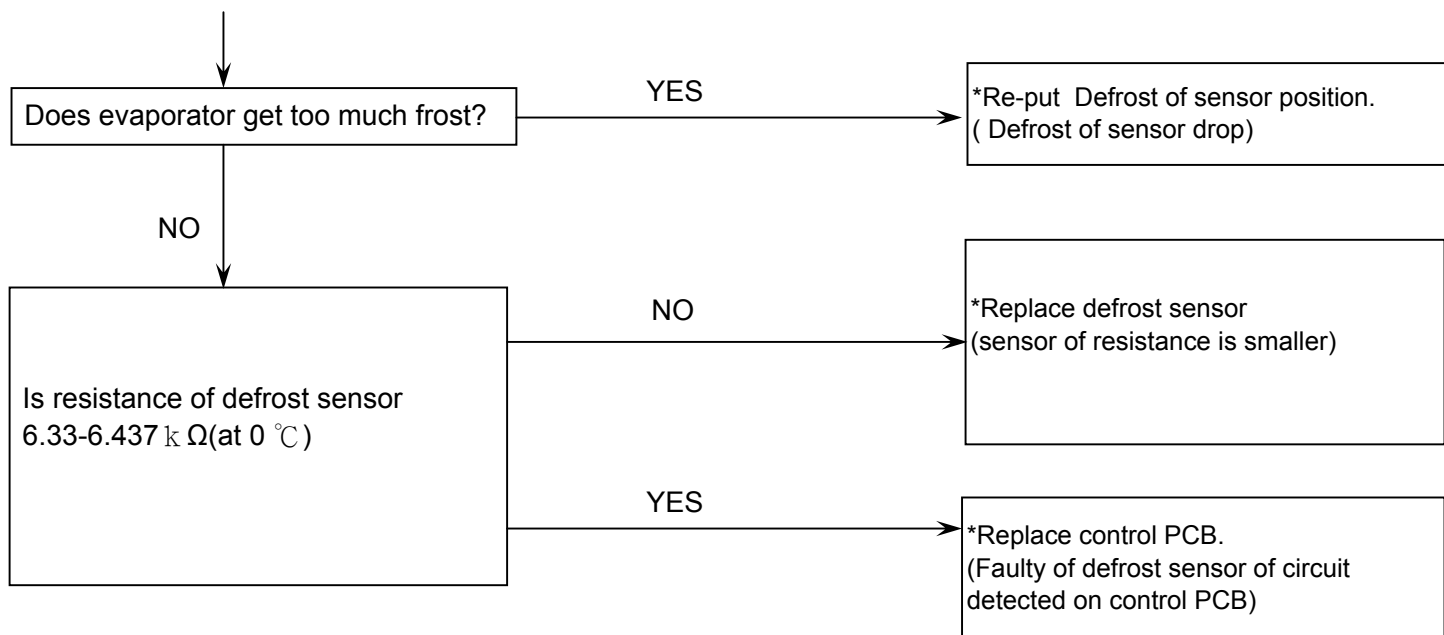 Does evaporator get too much frost?
YES
*Re-put Defrost of sensor position.
( Defrost of sensor drop)
NO
Is resistance of defrost sensor
6.33-6.437ｋΩ(at 0 ℃)
NO
*Replace defrost sensor
(sensor of resistance is smaller)
YES
*Replace control PCB.
(Faulty of defrost sensor of circuit
detected on control PCB)